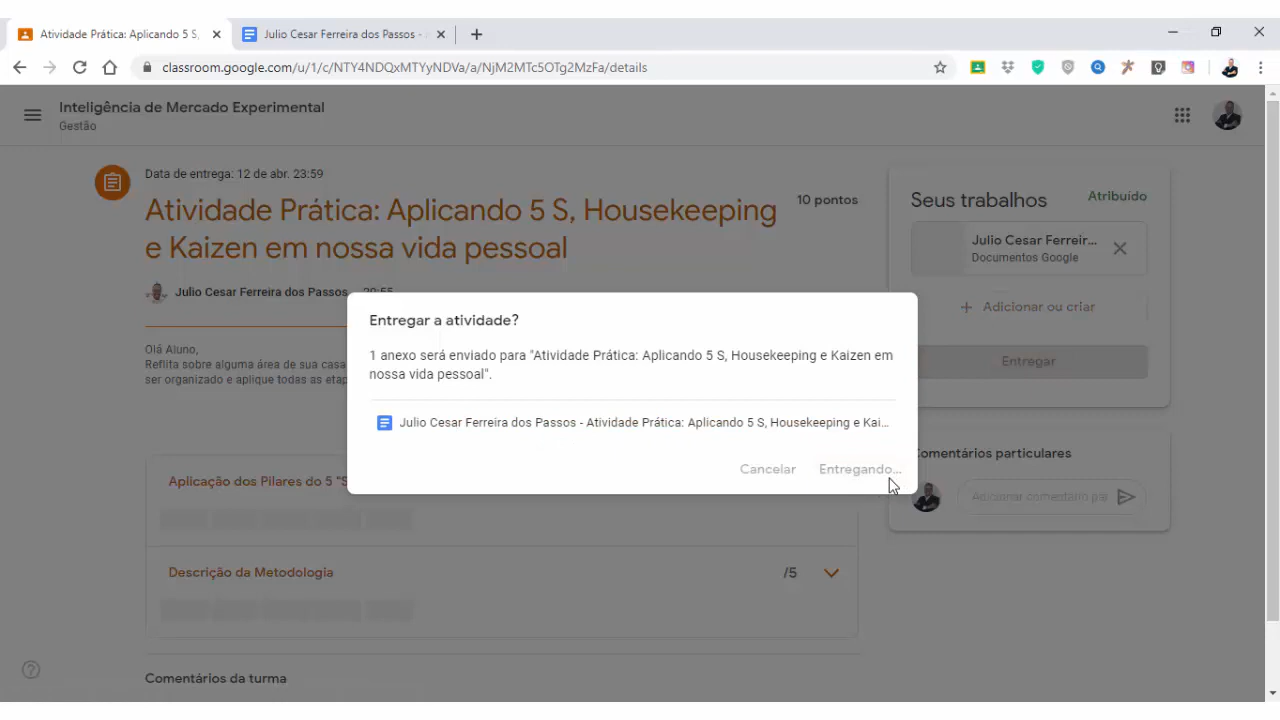 Atividade Prática: Aplicando 5 S,
Julio Cesar Ferreira dos Passos -
classroom.google.com/u/1/c/NTY4NDQxMTYyNDVa/a/NjM2MTc5OTg2MzFa/details
Inteligência de Mercado Experimental
Gestão
Data de entrega: 12 de abr. 23:59
Atividade Prática: Aplicando 5 S, Housekeeping
e Kaizen em nossa vida pessoal
10 pontos
Julio Cesar Ferreira dos Passos
Olá Aluno,
Reflita sobre alguma área de sua casa
ser organizado e aplique todas as etap
Seus trabalhos
Atribuído
Julio Cesar Ferreir...
Documentos Google
+ Adicionar ou criar
Entregar
Entregar a atividade?
1 anexo será enviado para "Atividade Prática: Aplicando 5 S, Housekeeping e Kaizen em
nossa vida pessoal".
Julio Cesar Ferreira dos Passos - Atividade Prática: Aplicando 5 S, Housekeeping e Kai...
Cancelar
Entregando...
omentários particulares
Adicionar comentário par
Aplicação dos Pilares do 5 "S
Descrição da Metodologia
/5
Comentários da turma